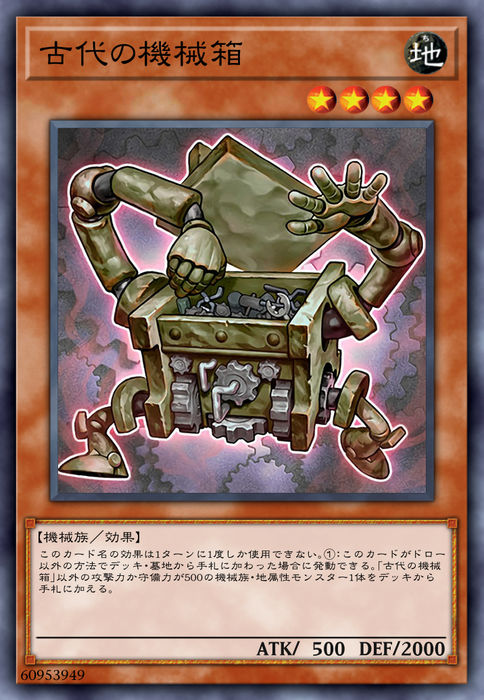 古代の機械箱
ち
地
【機械族／効果】
このカード名の効果は1ターンに1度しか使用できない。①：このカードがドロー
以外の方法でデッキ・墓地から手札に加わった場合に発動できる。「古代の機械
箱」以外の攻撃力か守備力が500の機械族・地属性モンスター1体をデッキから
手札に加える。
ATK/ 500 DEF/2000
60953949